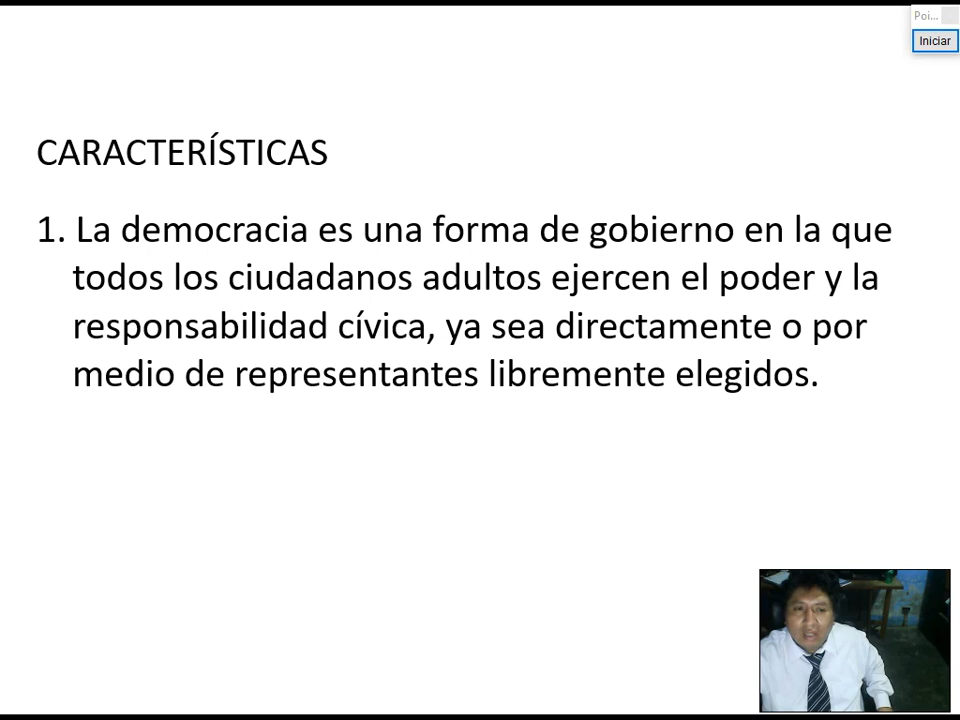 Poi...
Iniciar
CARACTERÍSTICAS
1. La democracia es una forma de gobierno en la que
todos los ciudadanos adultos ejercen el poder y la
responsabilidad cívica, ya sea directamente o por
medio de representantes libremente elegidos.